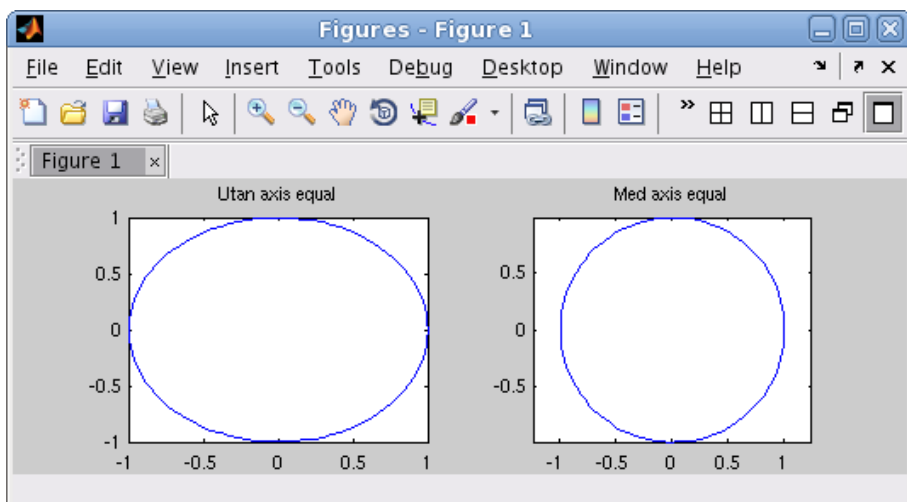 Figures - Figure 1
File Edit View Insert Tools Debug Desktop Window Help
Figure 1
Utan axis equal
1
0.5
0
-0.5
-1
-1 -0.5 0 0.5 1
Med axis equal
0.5
0
-0.5
-1 -0.5 0 0.5 1